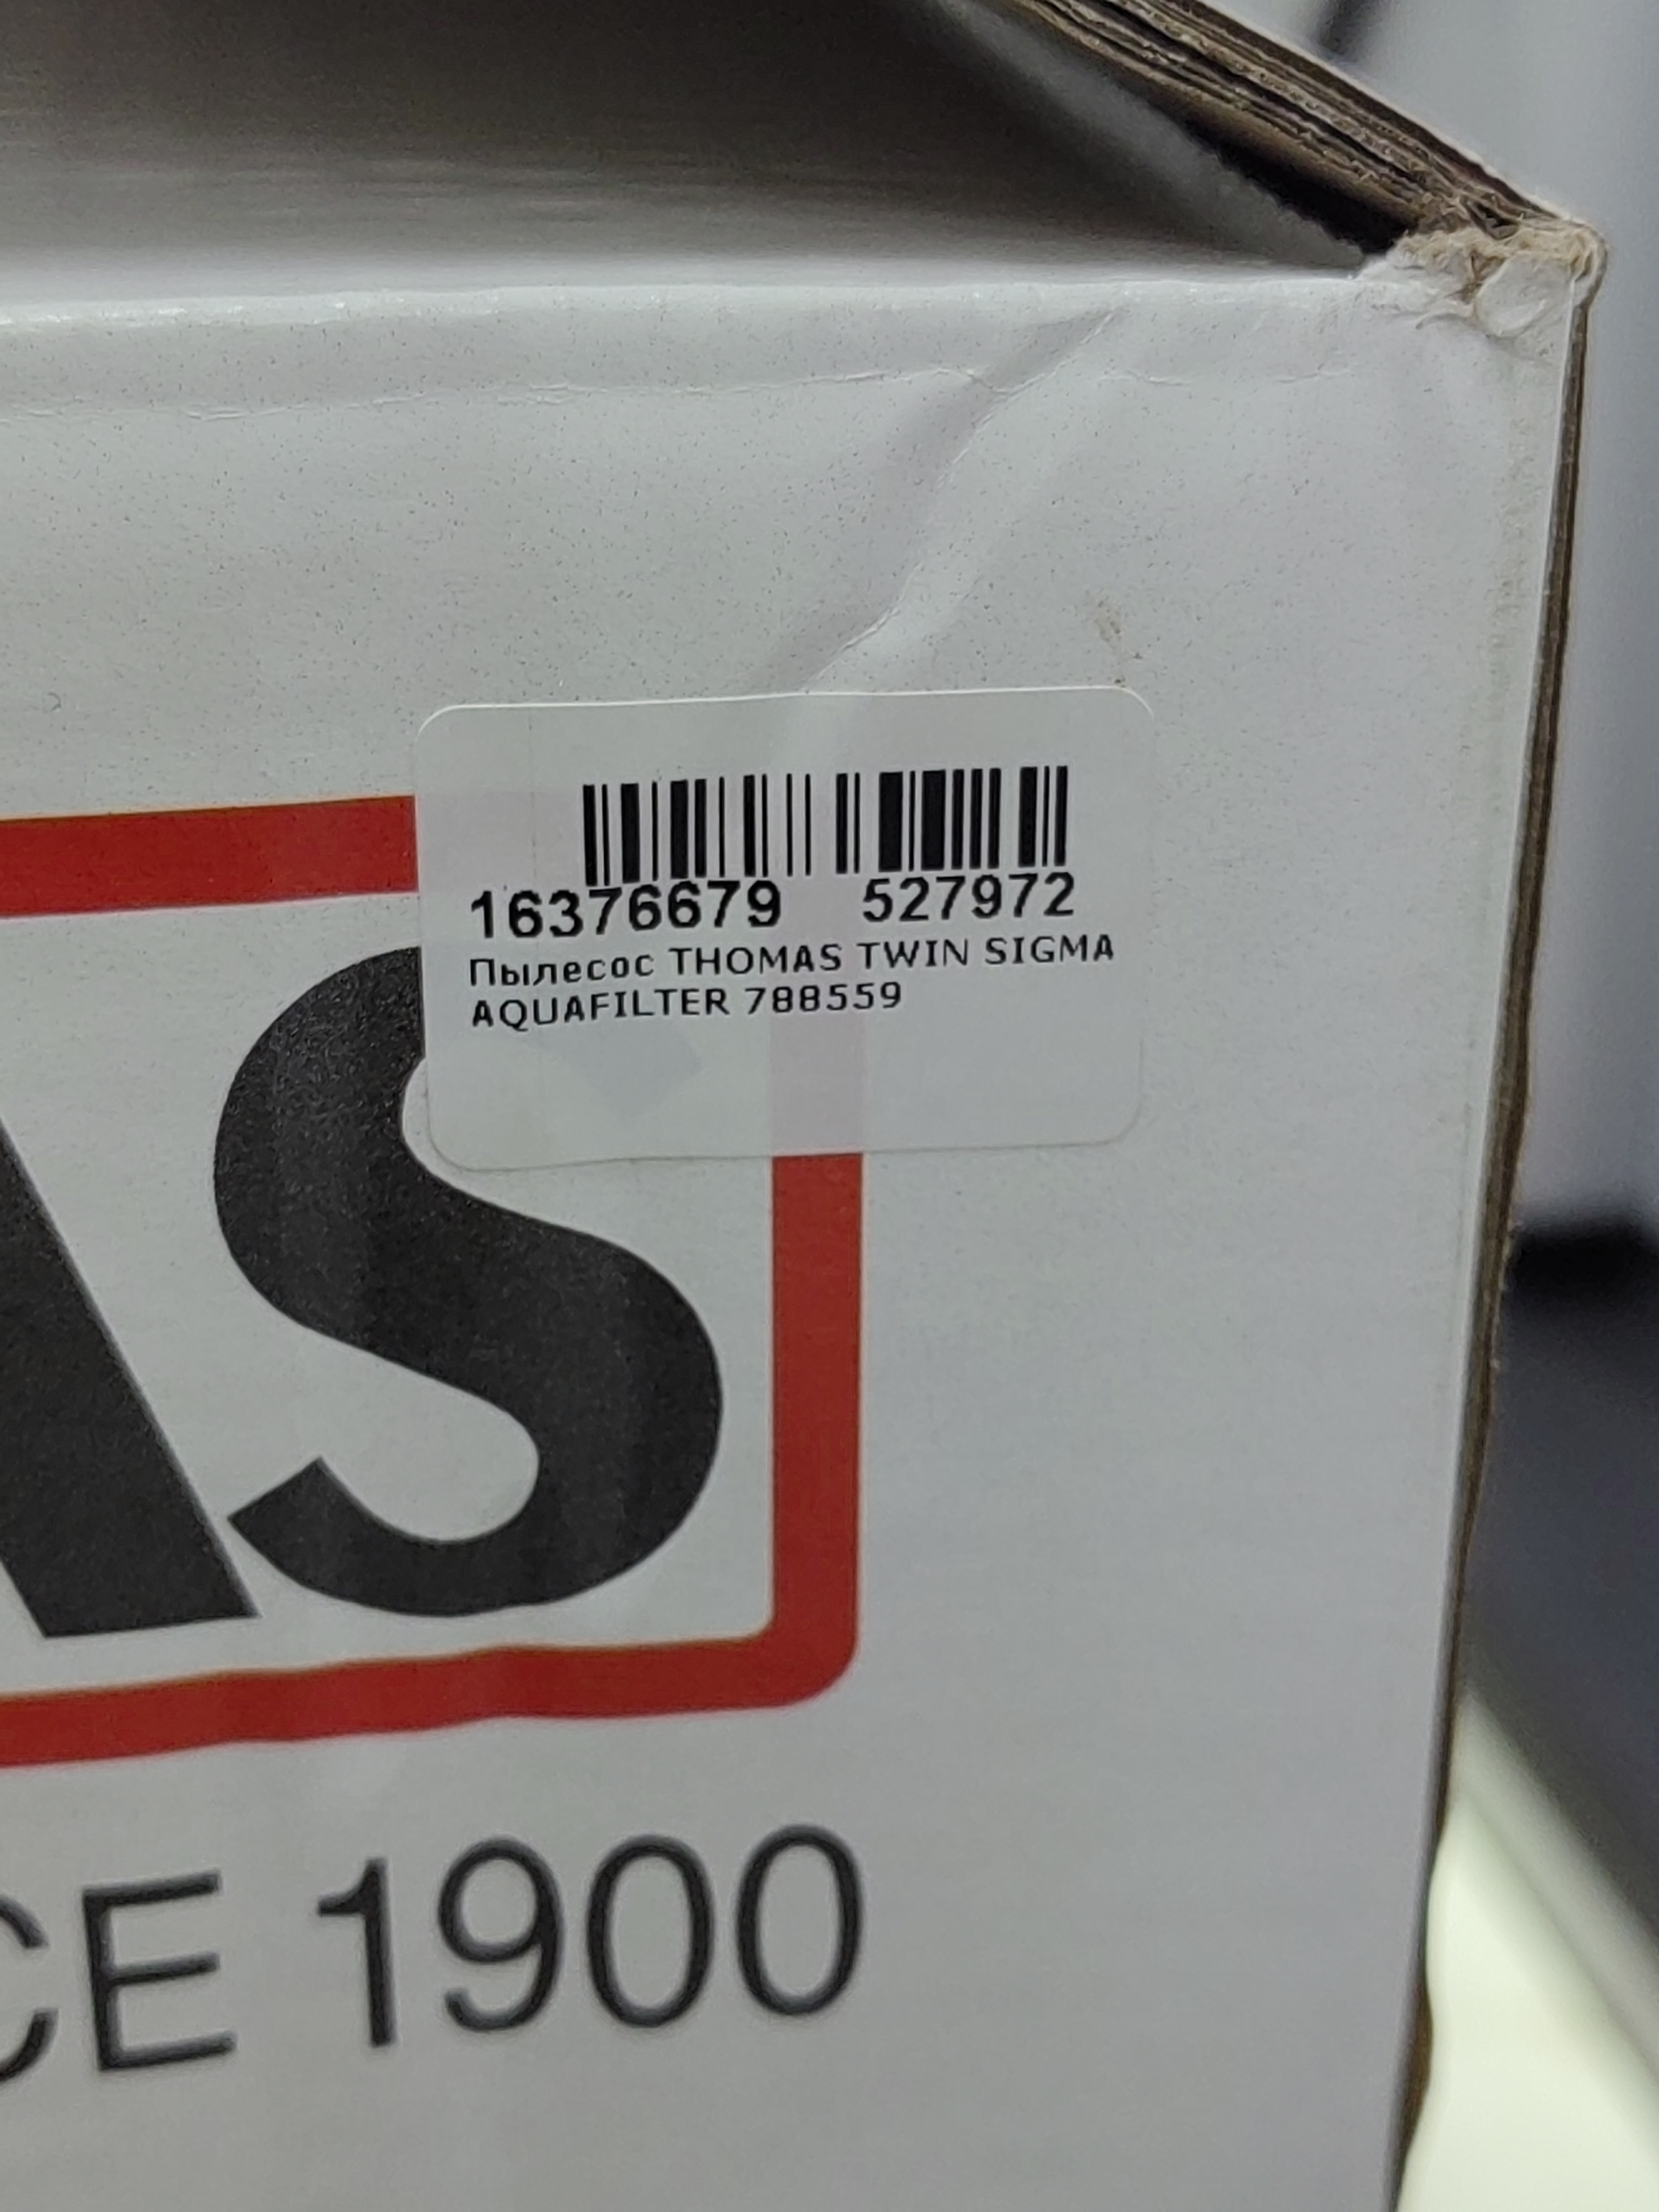 16376679 527972
Пылесос THOMAS TWIN SIGMA
AQUAFILTER 788559
AS
CE 1900